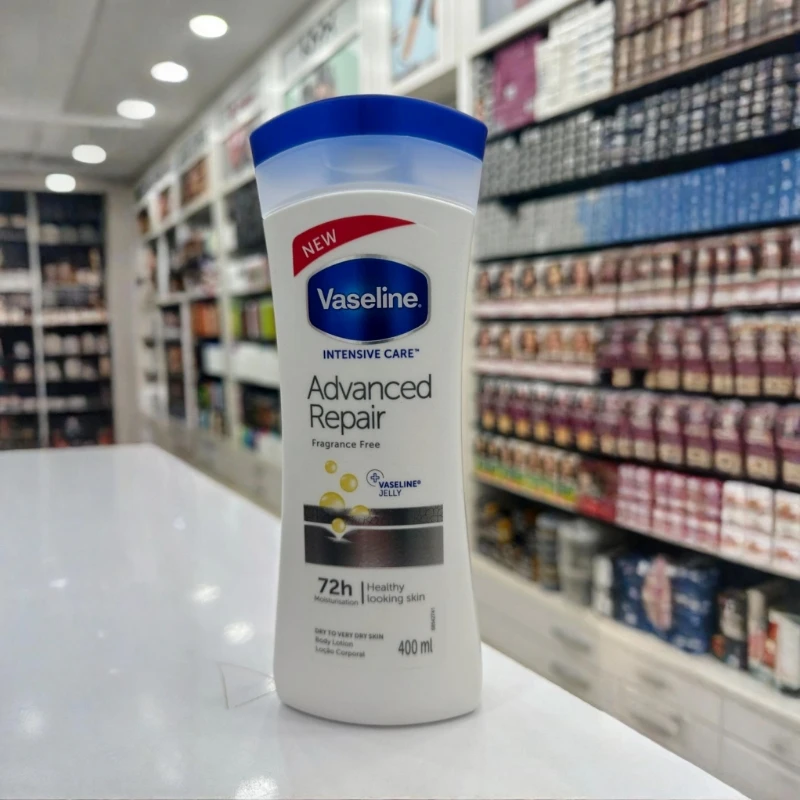 NEW
Vaseline.
INTENSIVE CARE™
Advanced
Repair
Fragrance Free
VASELINE®
JELLY
72h
Moisturisation
Healthy
looking skin
DRY TO VERY DRY SKIN
Body Lotion
Loção Corporal
400 ml